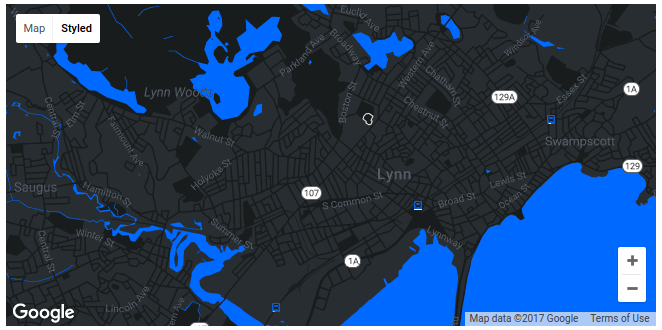 Map Styled
Euclid Ave
Broadway
Parkland Ave
Windsor Ave
Western Ave
Chatham St
Essex St
1A
129A
Lynn Woods
Boston St
Chestnut St
Central St
Elm St
Fairmount Ave
Walnut St
Swampscott
Holyoke St
Lynn
129
Saugus
Hamilton St
107
S Common St
Lewis St
Broad St
Ocean St
Central St
Winter St
Summer St
Lynnway
1A
Lincoln Ave
+
−
Google
Map data ©2017 Google Terms of Use